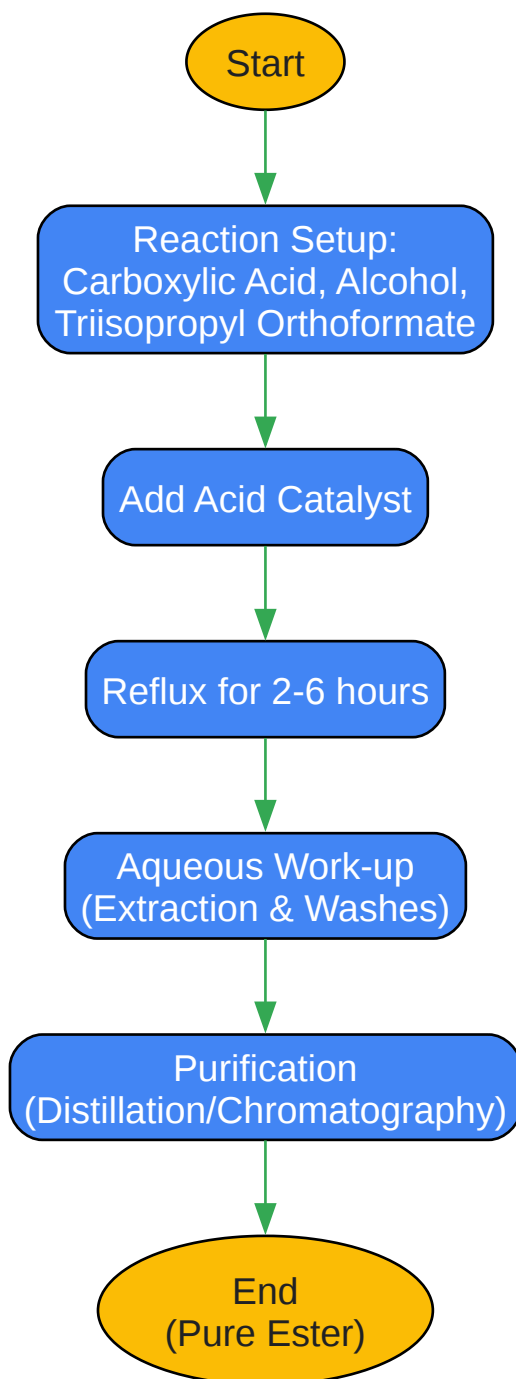 Start
Reaction Setup:
Carboxylic Acid, Alcohol,
Triisopropyl Orthoformate
Add Acid Catalyst
Reflux for 2-6 hours
Aqueous Work-up
(Extraction & Washes)
Purification
(Distillation/Chromatography)
End
(Pure Ester)